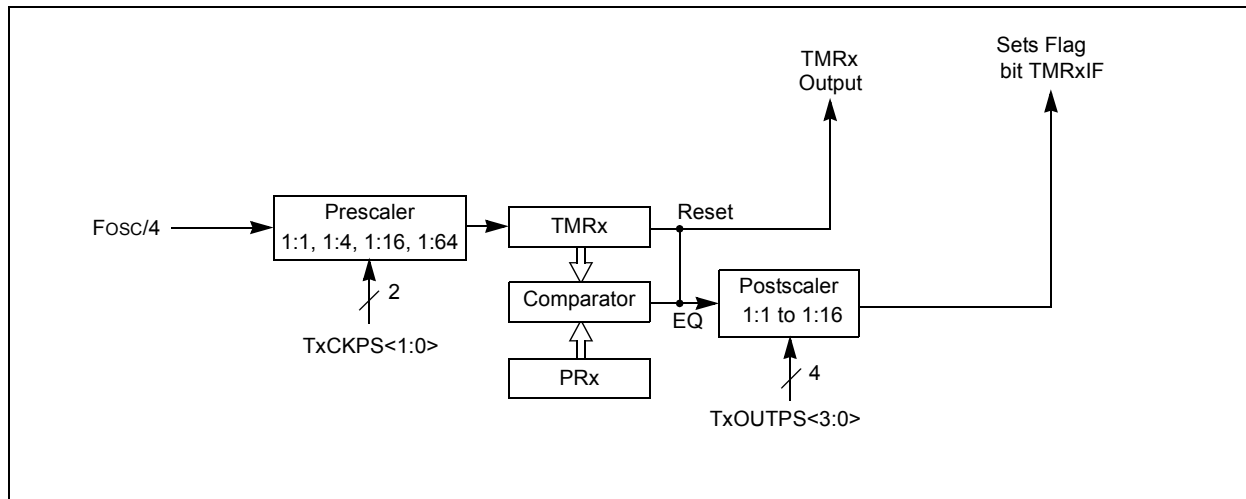 TMRx
Output
Sets Flag
bit TMRxIF
FOSC/4
Prescaler
1:1, 1:4, 1:16, 1:64
2
TxCKPS<1:0>
TMRx
Reset
Comparator
EQ
PRx
Postscaler
1:1 to 1:16
4
TxOUTPS<3:0>